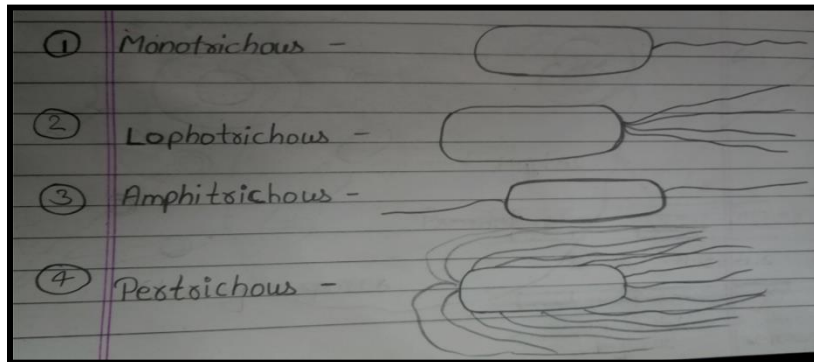 ① Monotrichous -
② Lophotrichous -
③ Amphitrichous -
④ Pertrichous -